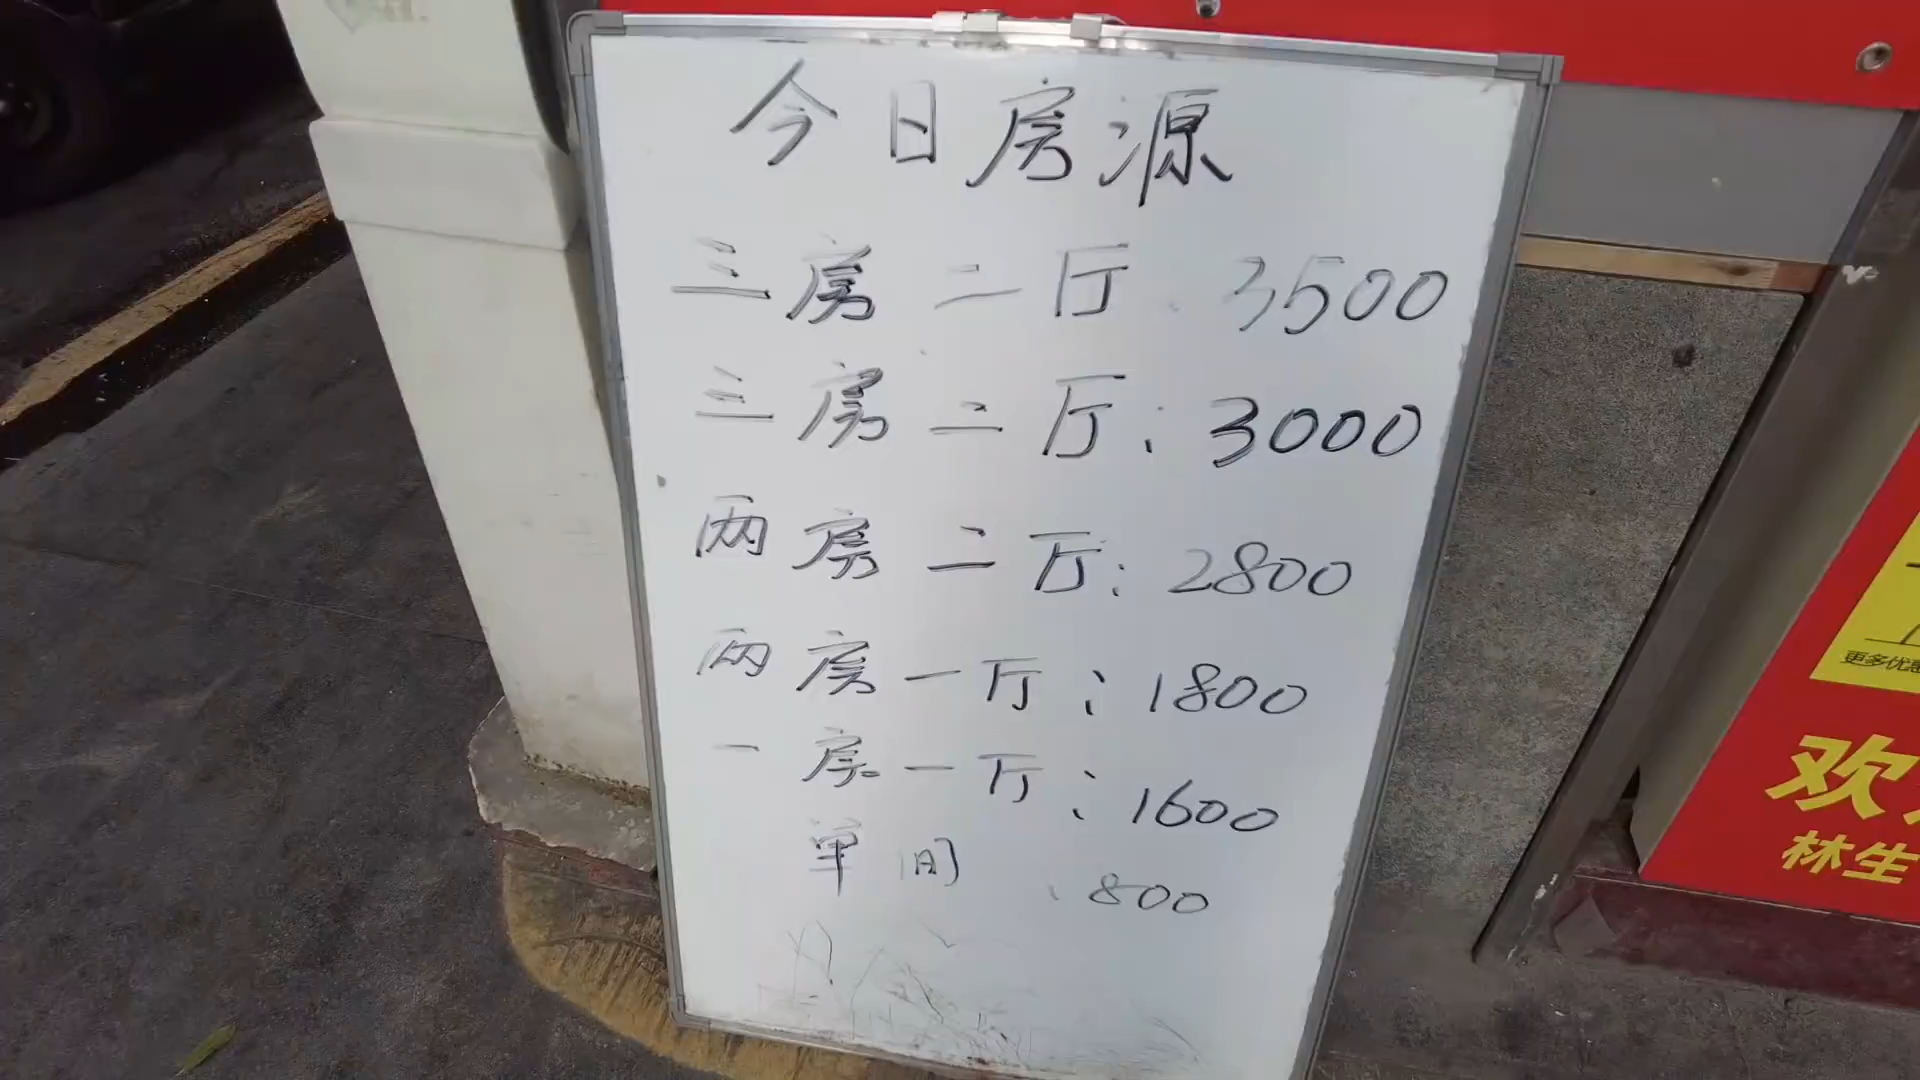 今日房源
三房二厅 3500
三房二厅: 3000
两房二厅: 2800
两房一厅: 1800
一房一厅: 1600
单间 :800
更多优惠
欢
林生